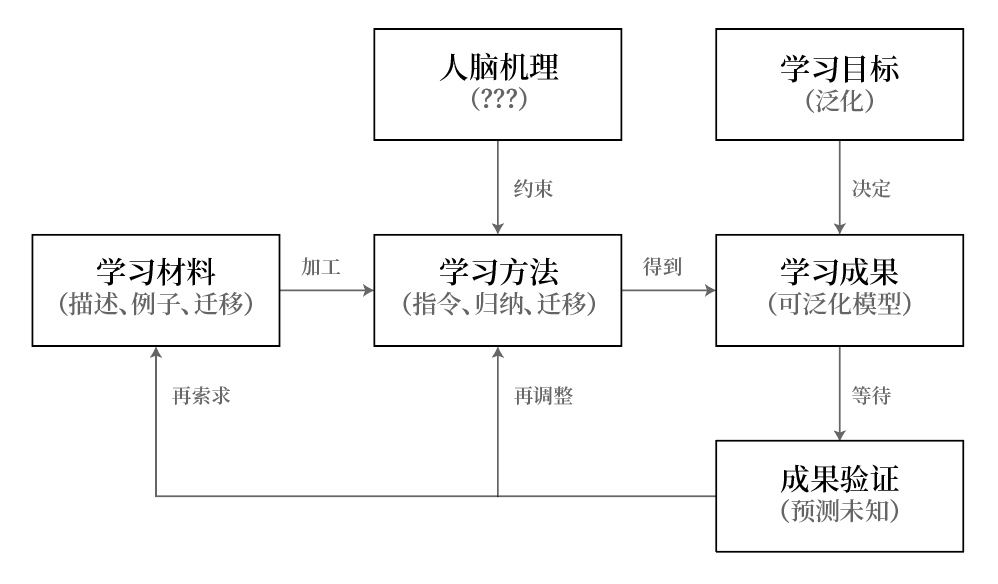 人脑机理
(???)
学习目标
(泛化)
约束
决定
学习材料
(描述、例子、迁移)
加工
学习方法
(指令、归纳、迁移)
得到
学习成果
(可泛化模型)
再索求
再调整
等待
成果验证
(预测未知)